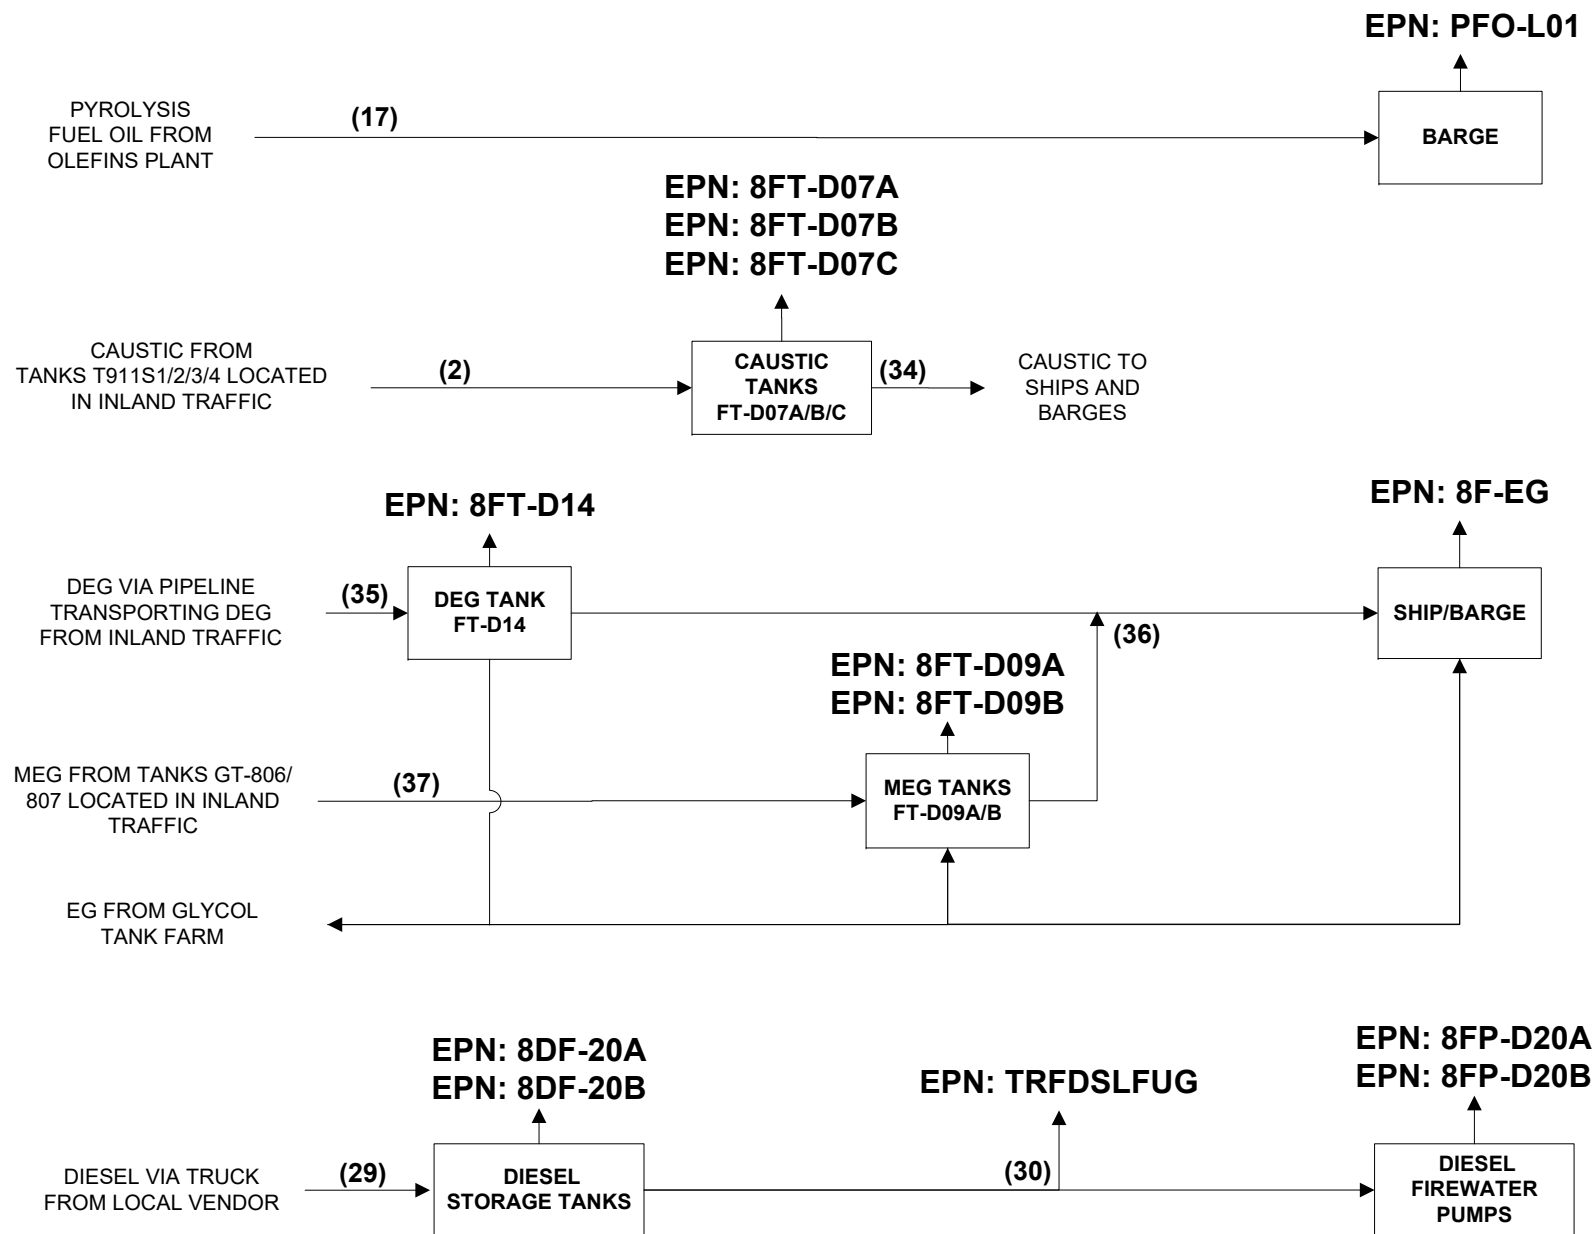 EPN: PFO-L01
PYROLYSIS
FUEL OIL FROM
OLEFINS PLANT
(17)
BARGE
EPN: 8FT-D07A
EPN: 8FT-D07B
EPN: 8FT-D07C
CAUSTIC FROM
TANKS T911S1/2/3/4 LOCATED
IN INLAND TRAFFIC
(2)
CAUSTIC
TANKS
FT-D07A/B/C
(34)
CAUSTIC TO
SHIPS AND
BARGES
EPN: 8FT-D14
EPN: 8F-EG
DEG VIA PIPELINE
TRANSPORTING DEG
FROM INLAND TRAFFIC
(35)
DEG TANK
FT-D14
(36)
SHIP/BARGE
EPN: 8FT-D09A
EPN: 8FT-D09B
MEG FROM TANKS GT-806/
807 LOCATED IN INLAND
TRAFFIC
(37)
MEG TANKS
FT-D09A/B
EG FROM GLYCOL
TANK FARM
EPN: 8DF-20A
EPN: 8DF-20B
EPN: TRFDSLFUG
EPN: 8FP-D20A
EPN: 8FP-D20B
DIESEL VIA TRUCK
FROM LOCAL VENDOR
(29)
DIESEL
STORAGE TANKS
(30)
DIESEL
FIREWATER
PUMPS